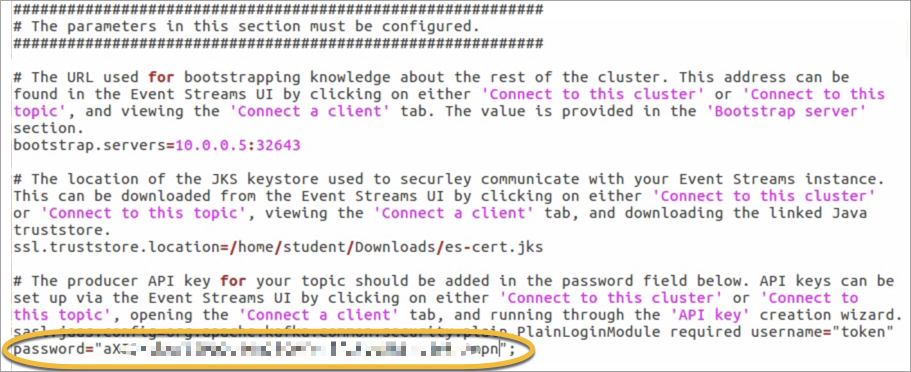 #########################################################
# The parameters in this section must be configured.
#########################################################
# The URL used for bootstrapping knowledge about the rest of the cluster. This address can be
found in the Event Streams UI by clicking on either 'Connect to this cluster' or 'Connect to this
topic', and viewing the 'Connect a client' tab. The value is provided in the 'Bootstrap server'
section.
bootstrap.servers=10.0.0.5:32643
# The location of the JKS keystore used to securley communicate with your Event Streams instance.
This can be downloaded from the Event Streams UI by clicking on either 'Connect to this cluster'
or 'Connect to this topic', viewing the 'Connect a client' tab, and downloading the linked Java
truststore.
ssl.truststore.location=/home/student/Downloads/es-cert.jks
# The producer API key for your topic should be added in the password field below. API keys can be
set up via the Event Streams UI by clicking on either 'Connect to this cluster' or 'Connect to
this topic', opening the 'Connect a client' tab, and running through the 'API key' creation wizard.
sasl.jaas.config=org.apache.kafka.common.security.plain.PlainLoginModule required username="token"
password="aX mpn";